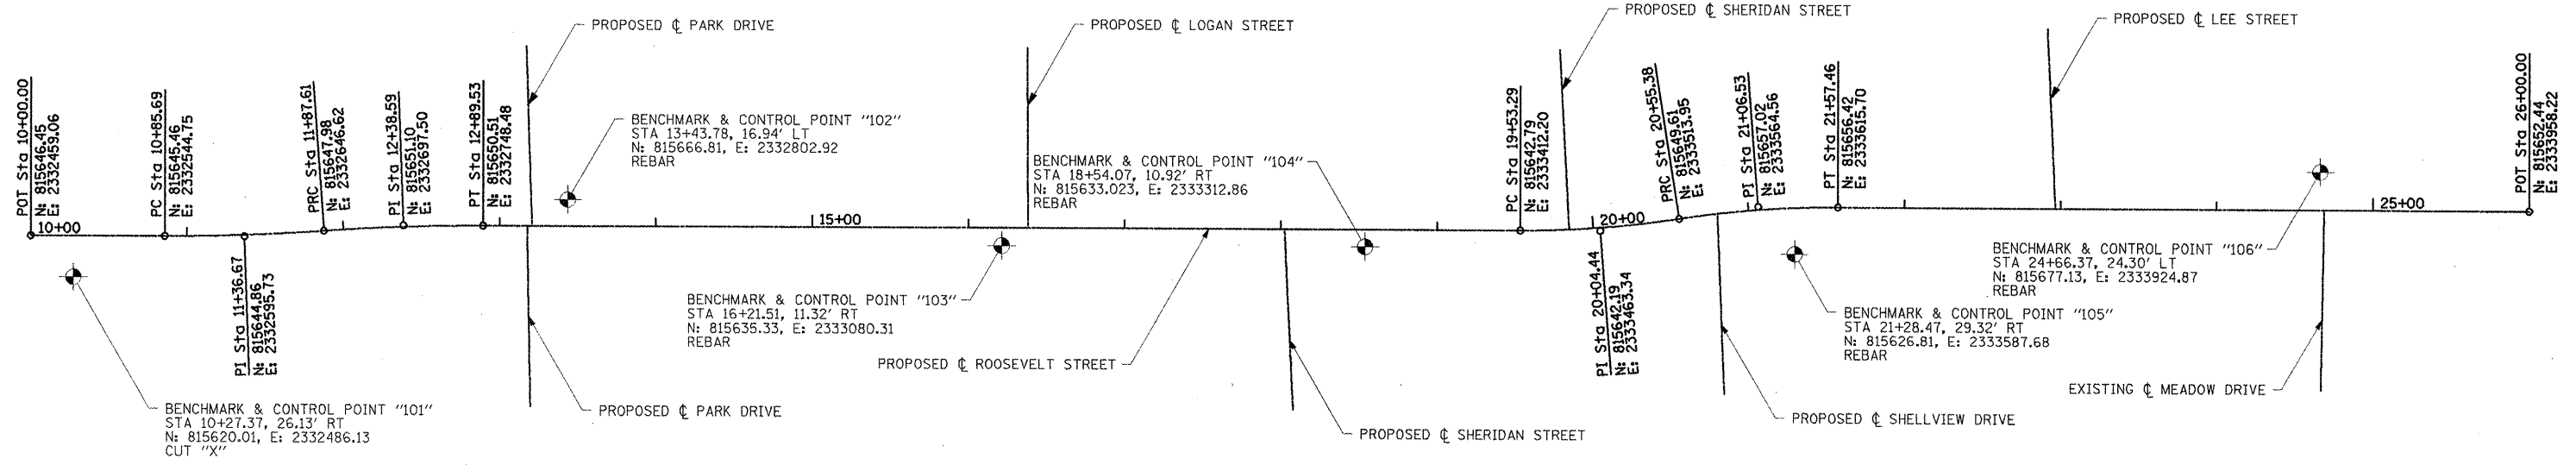 PROPOSED ℄ PARK DRIVE
PROPOSED ℄ LOGAN STREET
PROPOSED ℄ SHERIDAN STREET
PROPOSED ℄ LEE STREET
POT Sta 10+00.00
N: 815646.45
E: 2332459.06
PC Sta 10+85.69
N: 815645.46
E: 2332544.75
PRC Sta 11+87.61
N: 815647.98
E: 2332646.62
PI Sta 12+38.59
N: 815651.10
E: 2332697.50
PT Sta 12+89.53
N: 815650.51
E: 2332748.48
BENCHMARK & CONTROL POINT "102"
STA 13+43.78, 16.94' LT
N: 815666.81, E: 2332802.92
REBAR
BENCHMARK & CONTROL POINT "104"
STA 18+54.07, 10.92' RT
N: 815633.023, E: 2333312.86
REBAR
PC Sta 19+53.29
N: 815642.79
E: 2333412.20
PRC Sta 20+55.38
N: 815649.61
E: 2333513.95
PI Sta 21+06.53
N: 815657.02
E: 2333564.56
PT Sta 21+57.46
N: 815656.42
E: 2333615.70
POT Sta 26+00.00
N: 815652.44
E: 2333958.22
10+00
15+00
20+00
25+00
PI Sta 11+36.67
N: 815644.86
E: 2332595.73
BENCHMARK & CONTROL POINT "103"
STA 16+21.51, 11.32' RT
N: 815635.33, E: 2333080.31
REBAR
PI Sta 20+04.44
N: 815642.19
E: 2333463.34
BENCHMARK & CONTROL POINT "106"
STA 24+66.37, 24.30' LT
N: 815677.13, E: 2333924.87
REBAR
BENCHMARK & CONTROL POINT "105"
STA 21+28.47, 29.32' RT
N: 815626.81, E: 2333587.68
REBAR
PROPOSED ℄ ROOSEVELT STREET
EXISTING ℄ MEADOW DRIVE
BENCHMARK & CONTROL POINT "101"
STA 10+27.37, 26.13' RT
N: 815620.01, E: 2332486.13
CUT "X"
PROPOSED ℄ PARK DRIVE
PROPOSED ℄ SHERIDAN STREET
PROPOSED ℄ SHELLVIEW DRIVE